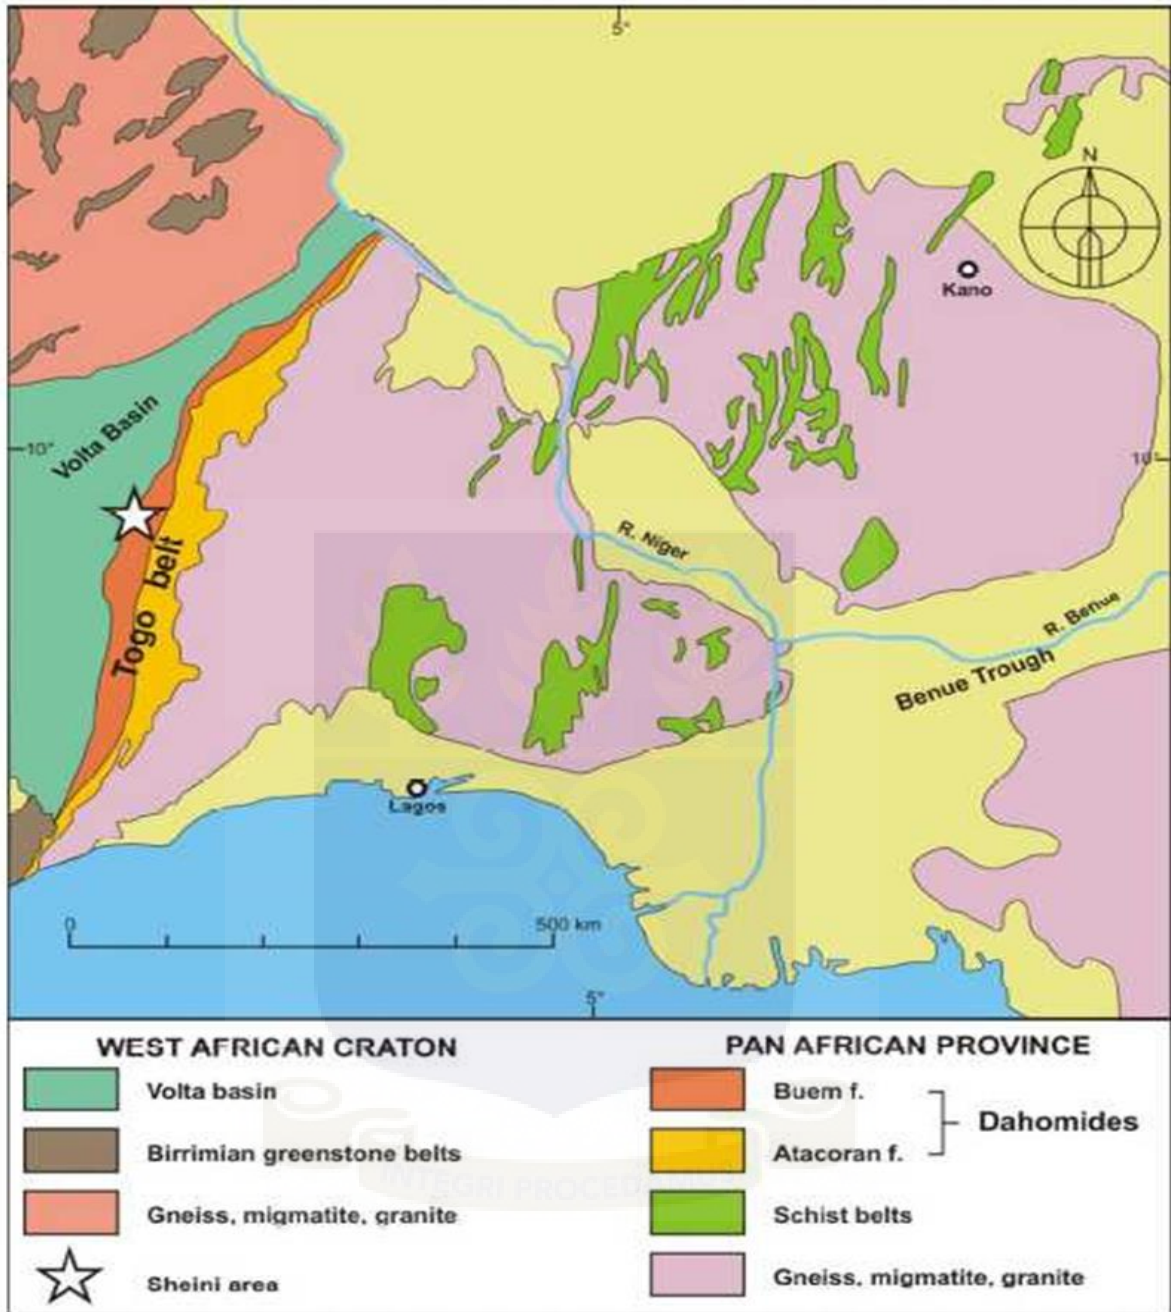 5°
N
Kano
Volta Basin
10°
10°
R. Niger
Togo belt
R. Benue
Benue Trough
Lagos
0
500 km
5°
WEST AFRICAN CRATON
Volta basin
Birrimian greenstone belts
Gneiss, migmatite, granite
Sheini area
PAN AFRICAN PROVINCE
Buem f.
Atacoran f.
Dahomides
Schist belts
Gneiss, migmatite, granite
INTEGRI PROCEDAMUS